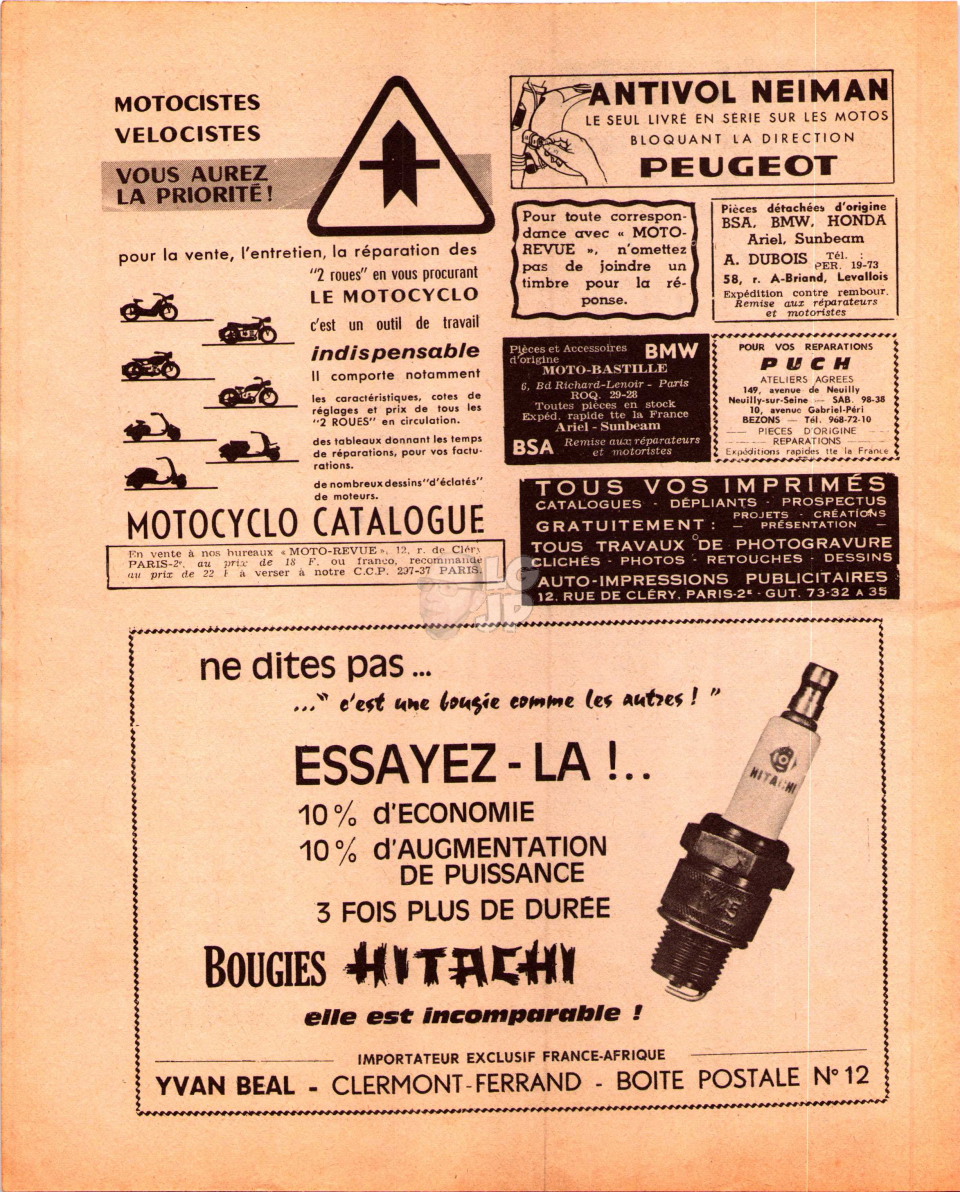 MOTOCISTES
VELOCISTES
VOUS AUREZ
LA PRIORITÉ !
pour la vente, l'entretien, la réparation des
"2 roues" en vous procurant
LE MOTOCYCLO
c'est un outil de travail
indispensable
Il comporte notamment
les caractéristiques, cotes de
réglages et prix de tous les
"2 ROUES" en circulation.
des tableaux donnant les temps
de réparations, pour vos factu-
rations.
de nombreux dessins "d'éclatés"
de moteurs.
MOTOCYCLO CATALOGUE
En vente à nos bureaux « MOTO-REVUE », 12, r. de Cléry
PARIS-2e, au prix de 18 F. ou franco, recommandé
au prix de 22 F à verser à notre C.C.P. 297-37 PARIS.
ANTIVOL NEIMAN
LE SEUL LIVRÉ EN SÉRIE SUR LES MOTOS
BLOQUANT LA DIRECTION
PEUGEOT
Pour toute correspon-
dance avec « MOTO-
REVUE », n'omettez
pas de joindre un
timbre pour la ré-
ponse.
Pièces détachées d'origine
BSA, BMW, HONDA
Ariel, Sunbeam
A. DUBOIS Tél. :
PER. 19-73
58, r. A-Briand, Levallois
Expédition contre rembour.
Remise aux réparateurs
et motoristes
Pièces et Accessoires
d'origine BMW
MOTO-BASTILLE
6, Bd Richard-Lenoir - Paris
ROQ. 29-28
Toutes pièces en stock
Expéd. rapide tte la France
Ariel - Sunbeam
BSA Remise aux réparateurs
et motoristes
POUR VOS REPARATIONS
PUCH
ATELIERS AGREES
149, avenue de Neuilly
Neuilly-sur-Seine — SAB. 98-38
10, avenue Gabriel-Péri
BEZONS — Tél. 968-72-10
— PIECES D'ORIGINE —
— REPARATIONS —
Expéditions rapides tte la France
TOUS VOS IMPRIMÉS
CATALOGUES - DÉPLIANTS - PROSPECTUS
PROJETS - CRÉATIONS
GRATUITEMENT : — PRÉSENTATION —
TOUS TRAVAUX DE PHOTOGRAVURE
CLICHÉS - PHOTOS - RETOUCHES - DESSINS
AUTO-IMPRESSIONS PUBLICITAIRES
12, RUE DE CLÉRY, PARIS-2E - GUT. 73-32 A 35
LG
JP
ne dites pas ...
..." c'est une bougie comme les autres ! "
ESSAYEZ - LA !..
10 % d'ECONOMIE
10 % d'AUGMENTATION
DE PUISSANCE
3 FOIS PLUS DE DURÉE
HITACHI
N45
BOUGIES HITACHI
elle est incomparable !
IMPORTATEUR EXCLUSIF FRANCE-AFRIQUE
YVAN BEAL - CLERMONT-FERRAND - BOITE POSTALE N° 12